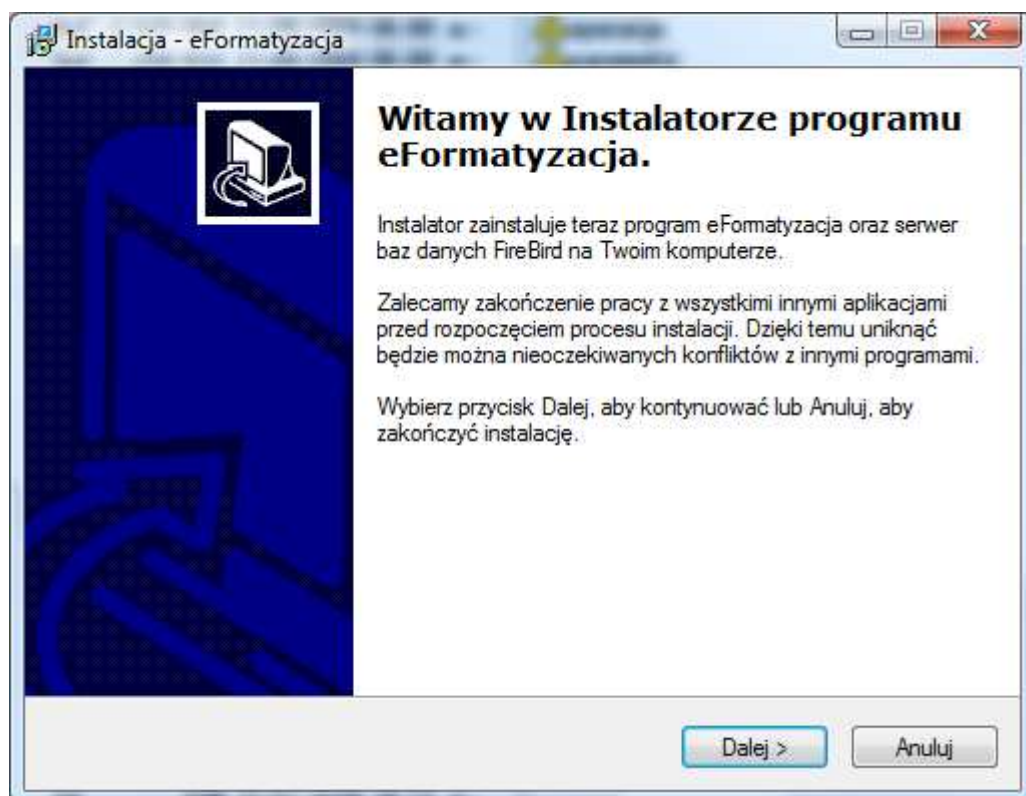 Instalacja - eFormatyzacja
Witamy w Instalatorze programu
eFormatyzacja.
Instalator zainstaluje teraz program eFormatyzacja oraz serwer
baz danych FireBird na Twoim komputerze.
Zalecamy zakończenie pracy z wszystkimi innymi aplikacjami
przed rozpoczęciem procesu instalacji. Dzięki temu uniknąć
będzie można nieoczekiwanych konfliktów z innymi programami.
Wybierz przycisk Dalej, aby kontynuować lub Anuluj, aby
zakończyć instalację.
Dalej >
Anuluj